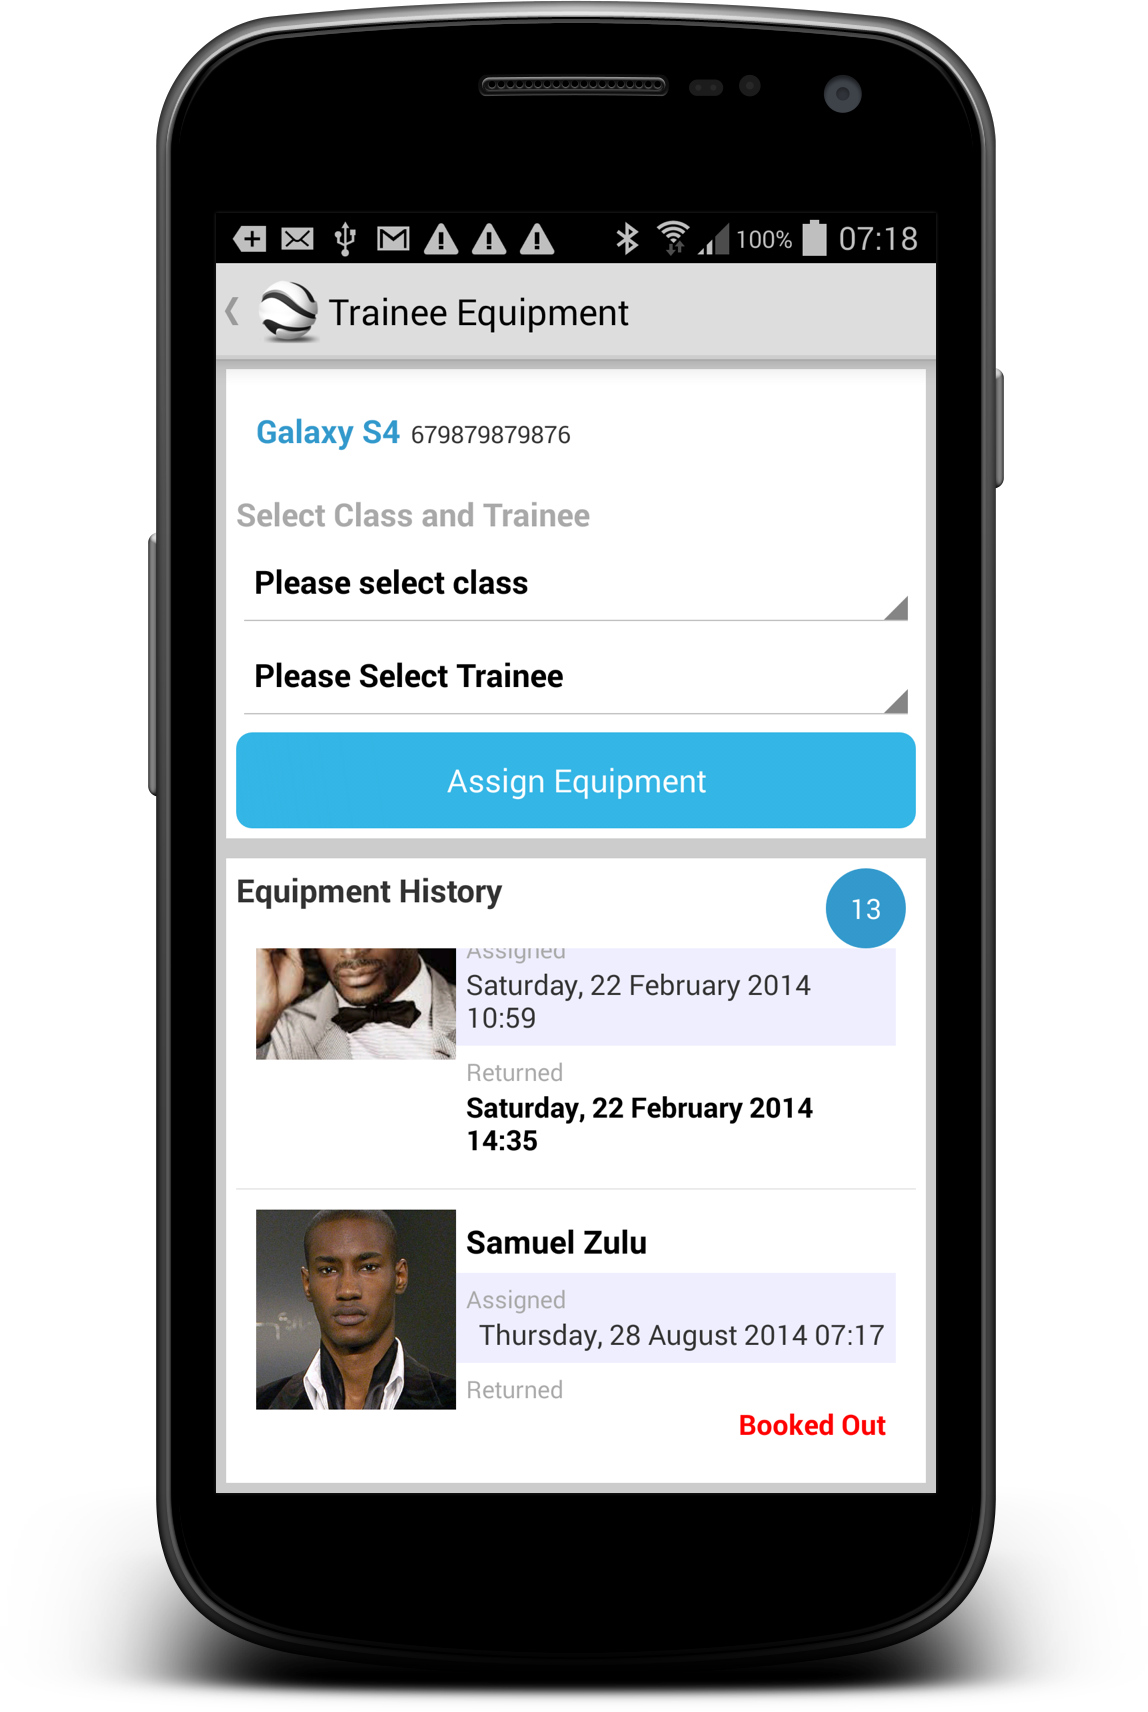 100% 07:18
Trainee Equipment
Galaxy S4 679879879876
Select Class and Trainee
Please select class
Please Select Trainee
Assign Equipment
Equipment History
13
Assigned
Saturday, 22 February 2014
10:59
Returned
Saturday, 22 February 2014
14:35
Samuel Zulu
Assigned
Thursday, 28 August 2014 07:17
Returned
Booked Out